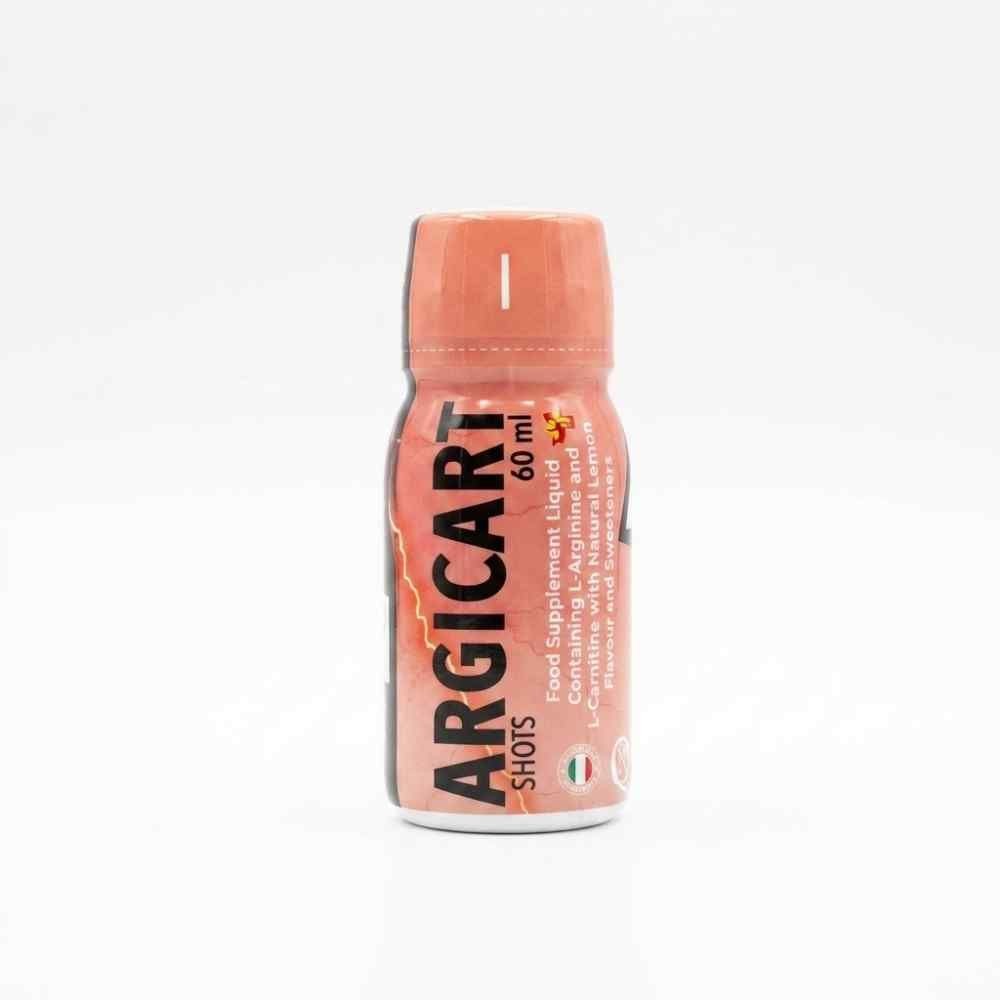 ARGICART
SHOTS
60 ml
Food Supplement Liquid
Containing L-Arginine and
L-Carnitine with Natural Lemon
Flavour and Sweeteners